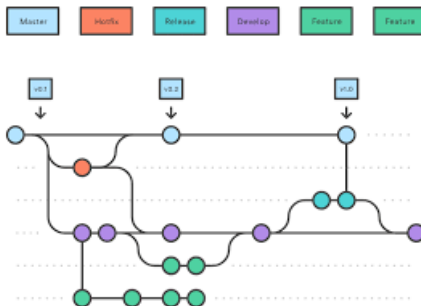 Master
Hotfix
Release
Develop
Feature
Feature
v0.1
v0.2
v1.0